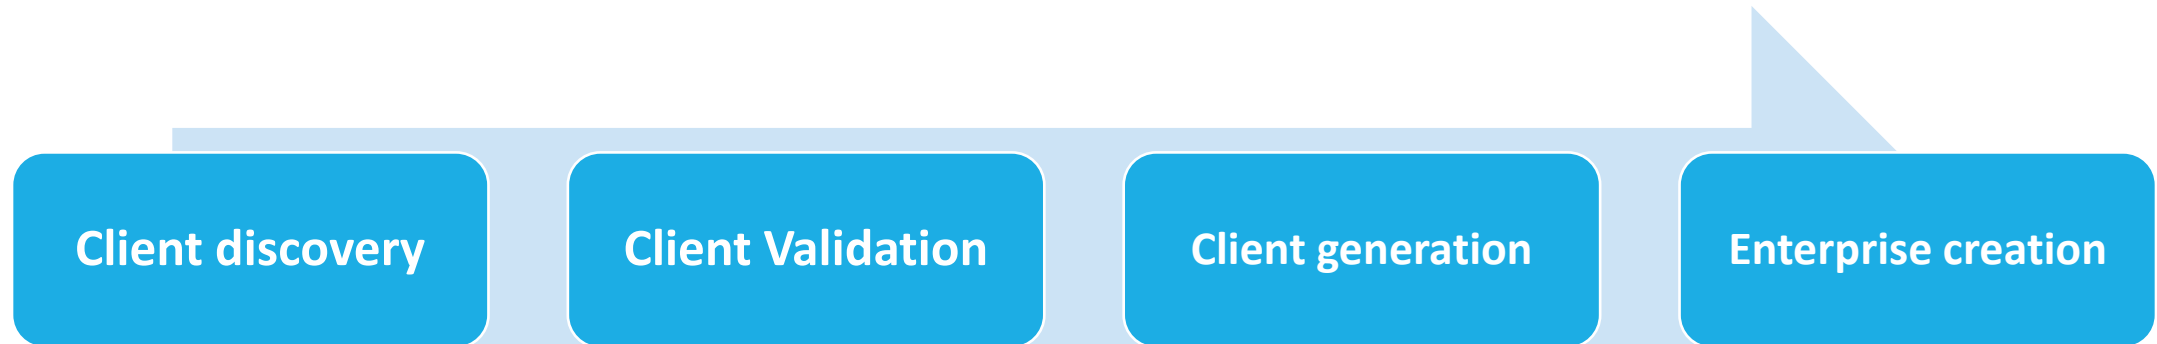 Client discovery
Client Validation
Client generation
Enterprise creation